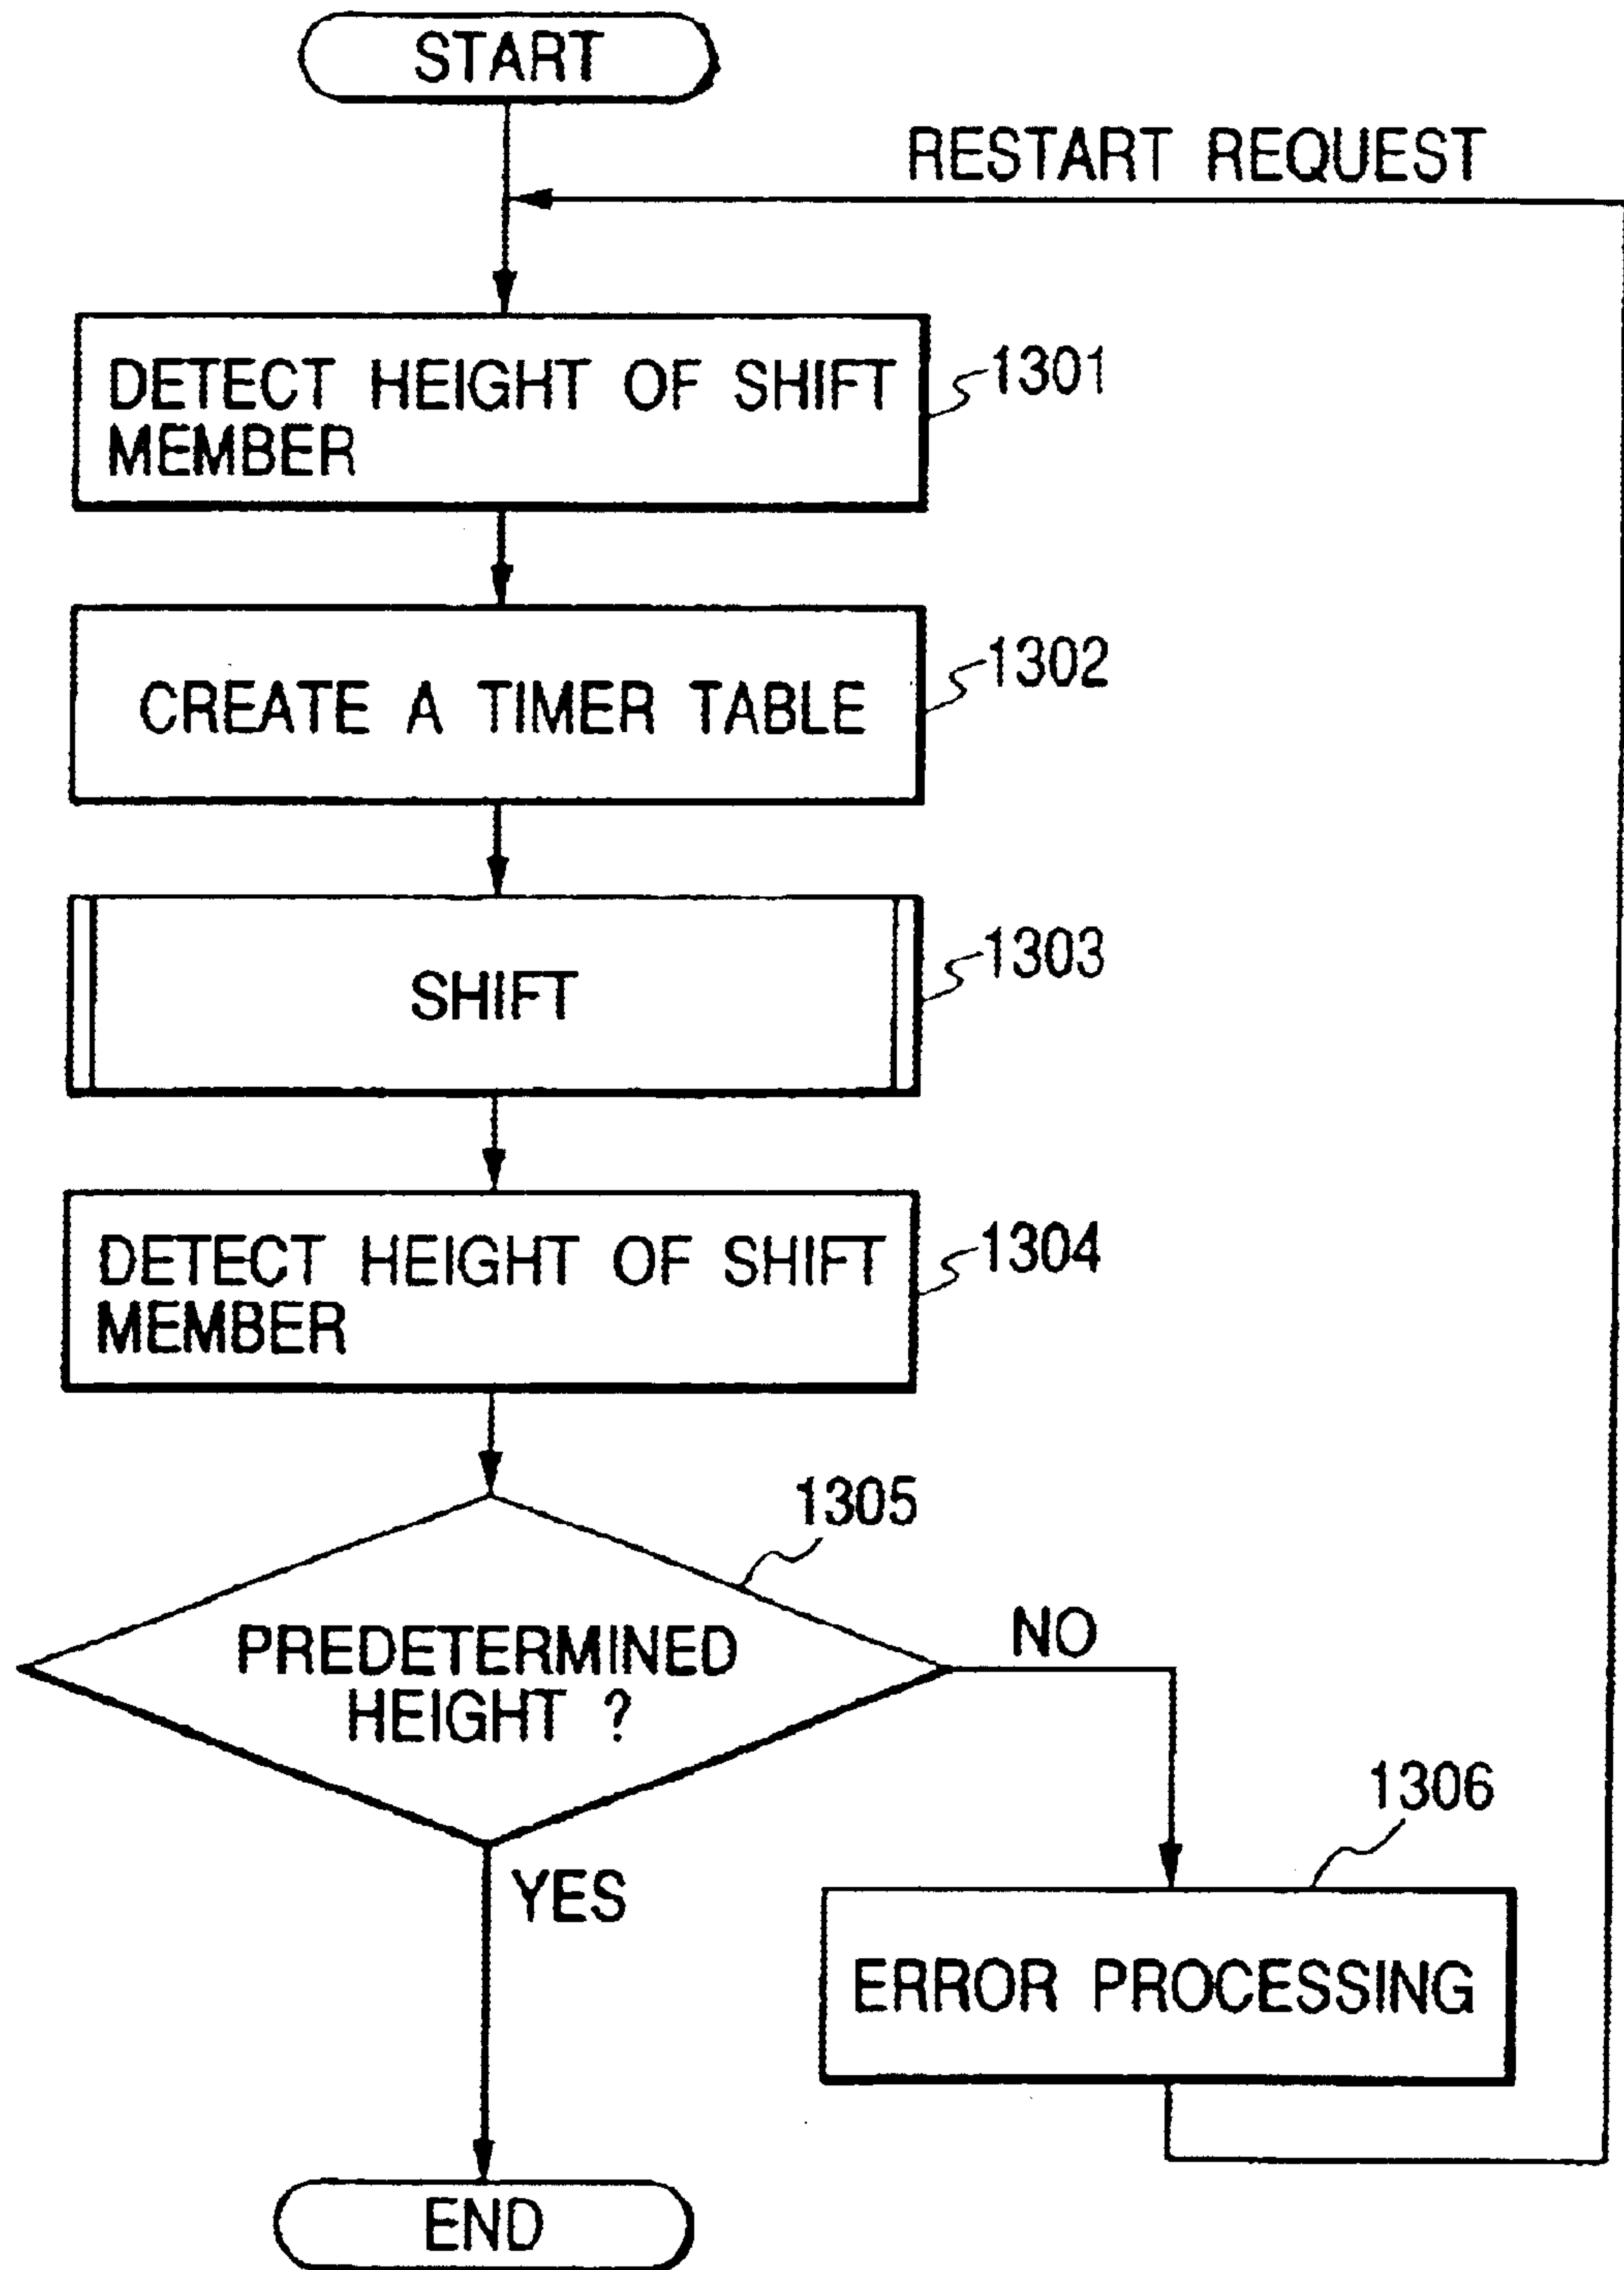 START
RESTART REQUEST
DETECT HEIGHT OF SHIFT
MEMBER
1301
CREATE A TIMER TABLE
1302
SHIFT
1303
DETECT HEIGHT OF SHIFT
MEMBER
1304
1305
PREDETERMINED
HEIGHT ?
NO
YES
1306
ERROR PROCESSING
END